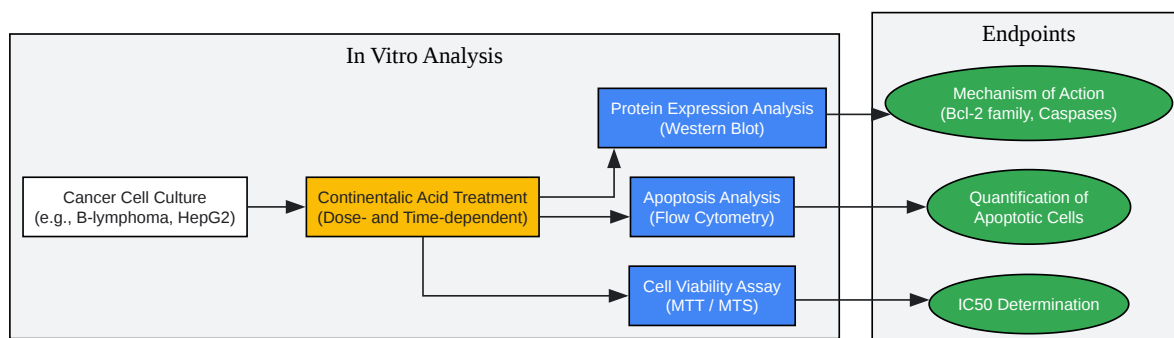 In Vitro Analysis
Endpoints
Cancer Cell Culture
(e.g., B-lymphoma, HepG2)
Continentalic Acid Treatment
(Dose- and Time-dependent)
Protein Expression Analysis
(Western Blot)
Apoptosis Analysis
(Flow Cytometry)
Cell Viability Assay
(MTT / MTS)
Mechanism of Action
(Bcl-2 family, Caspases)
Quantification of
Apoptotic Cells
IC50 Determination